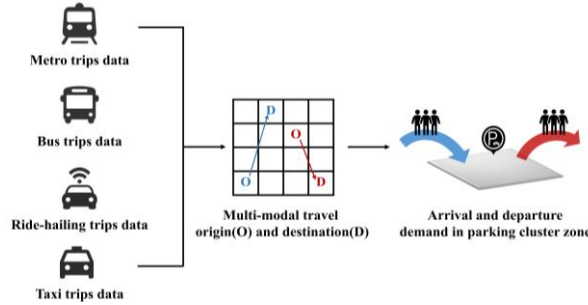 Metro trips data
Bus trips data
Ride-hailing trips data
Taxi trips data
D
O
O
D
Multi-modal travel
origin(O) and destination(D)
P
Arrival and departure
demand in parking cluster zone